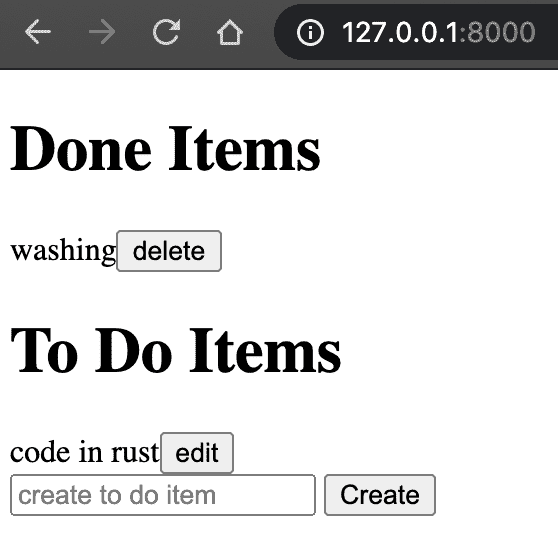 127.0.0.1:8000
Done Items
washing delete
To Do Items
code in rust edit
create to do item Create